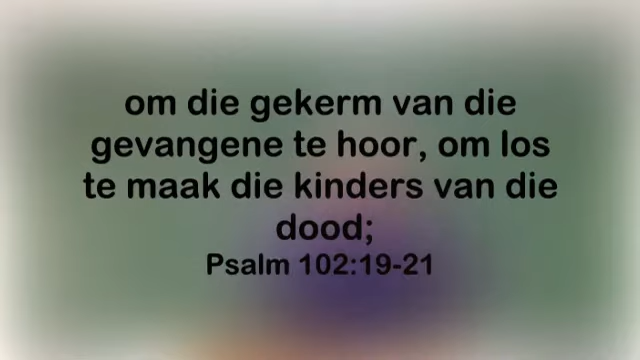 om die gekerm van die
gevangene te hoor, om los
te maak die kinders van die
dood;
Psalm 102:19-21